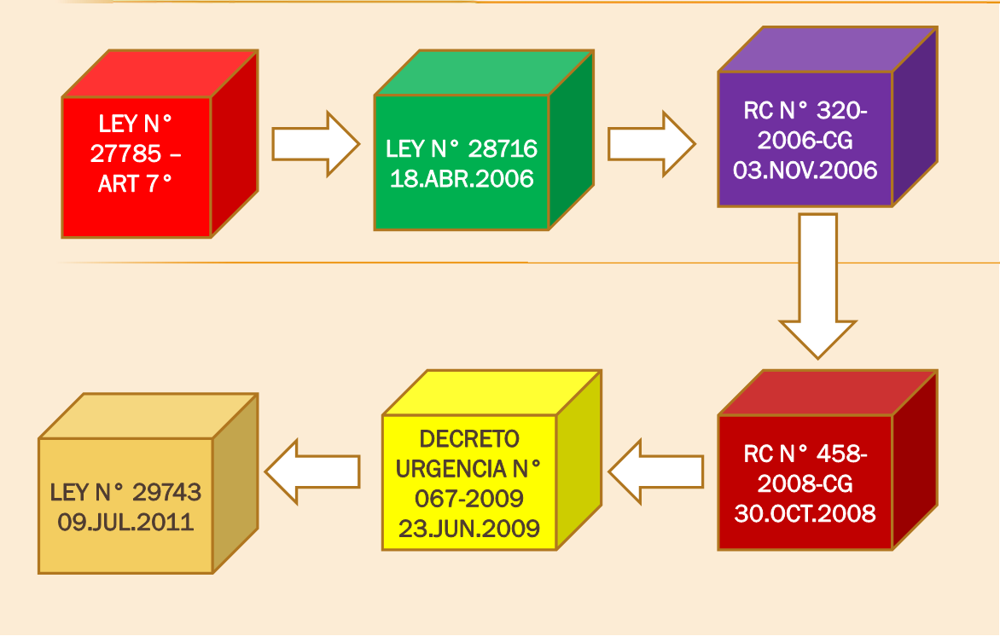 LEY N°
27785 –
ART 7°
LEY N° 28716
18.ABR.2006
RC N° 320-
2006-CG
03.NOV.2006
RC N° 458-
2008-CG
30.OCT.2008
DECRETO
URGENCIA N°
067-2009
23.JUN.2009
LEY N° 29743
09.JUL.2011